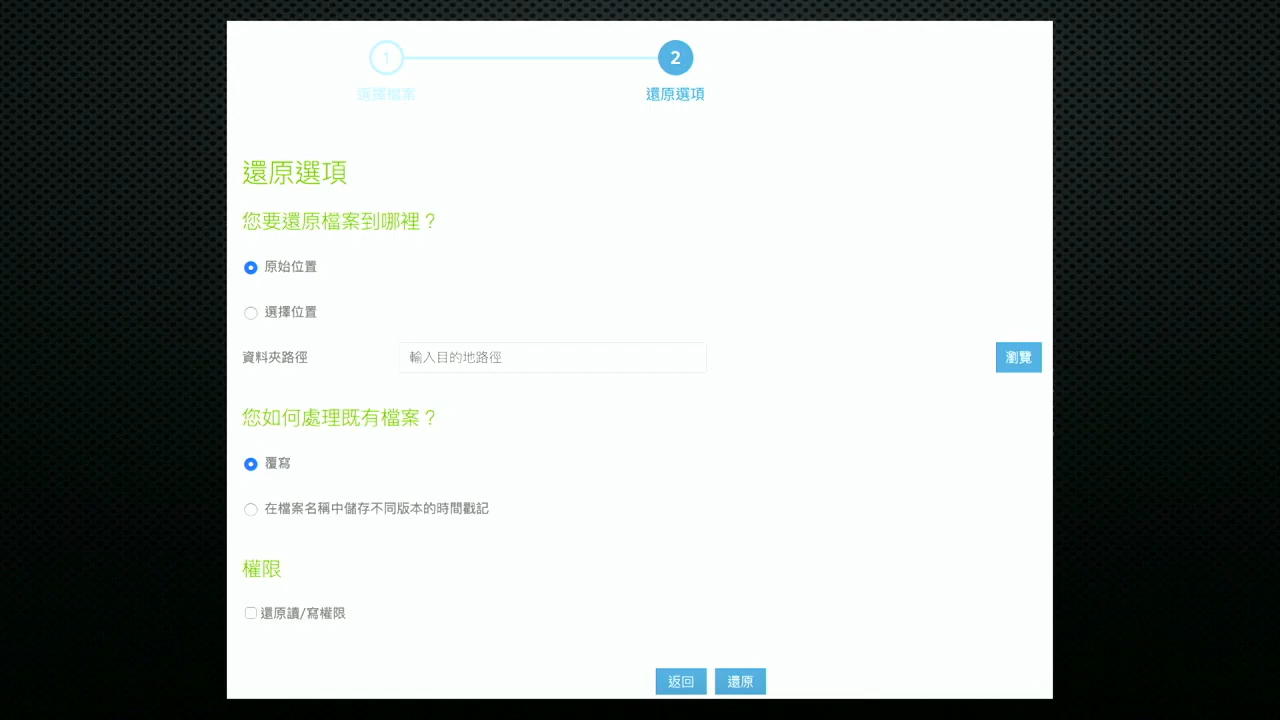 1
2
選擇檔案
還原選項
還原選項
您要還原檔案到哪裡？
原始位置
選擇位置
資料夾路徑 輸入目的地路徑 瀏覽
您如何處理既有檔案？
覆寫
在檔案名稱中儲存不同版本的時間戳記
權限
還原讀/寫權限
返回 還原